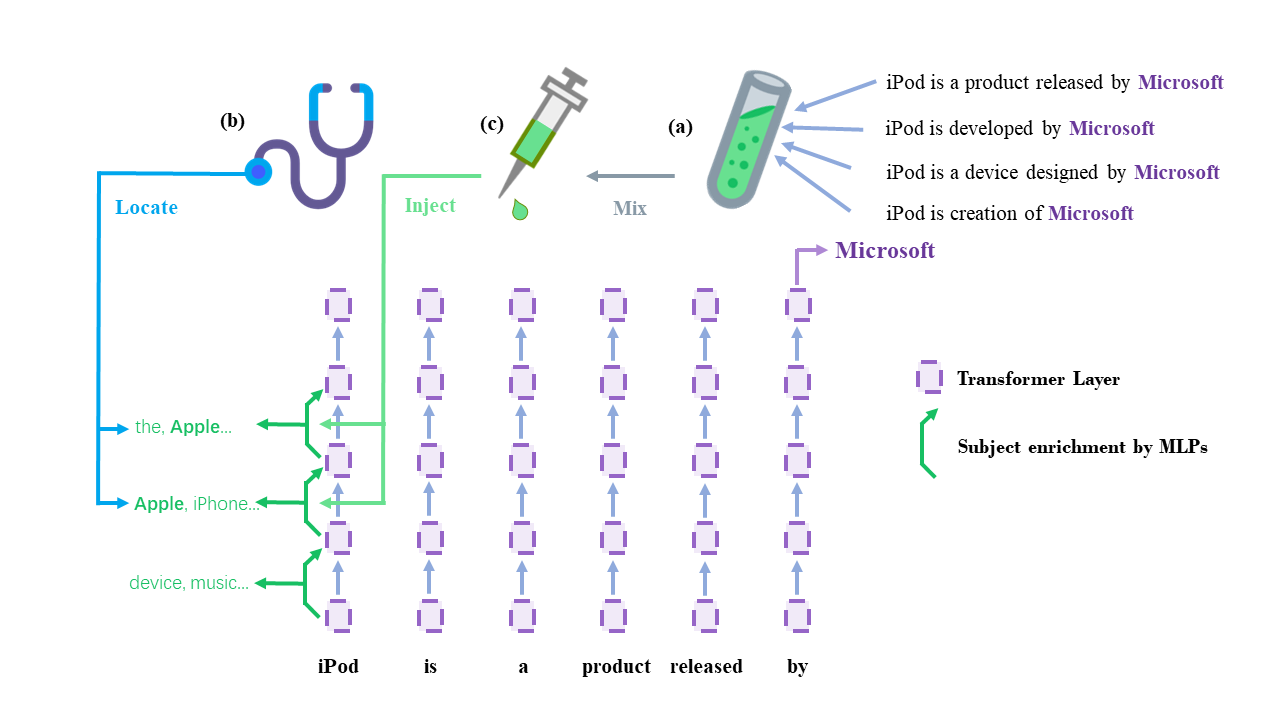 iPod is a product released by Microsoft
(b)
(c)
(a)
iPod is developed by Microsoft
iPod is a device designed by Microsoft
Locate
Inject
Mix
iPod is creation of Microsoft
Microsoft
Transformer Layer
the, Apple...
Subject enrichment by MLPs
Apple, iPhone...
device, music...
iPod is a product released by